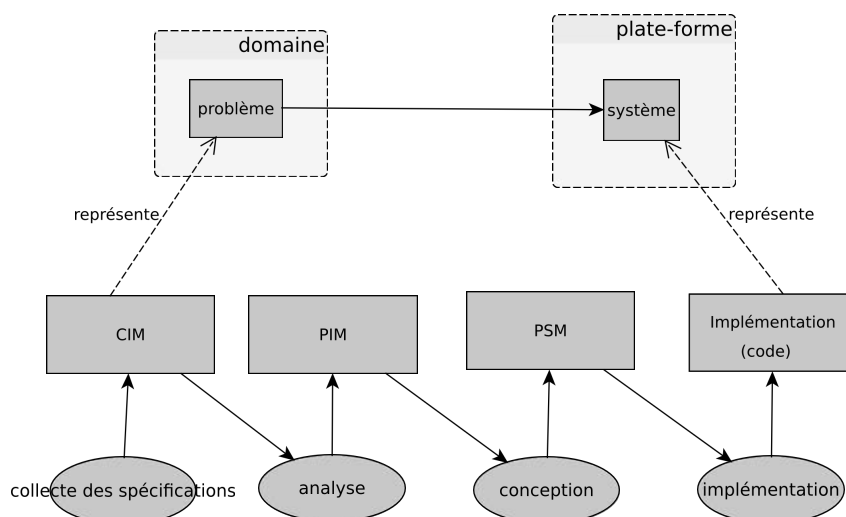 domaine
plate-forme
problème
système
représente
représente
CIM
PIM
PSM
Implémentation
(code)
collecte des spécifications
analyse
conception
implémentation